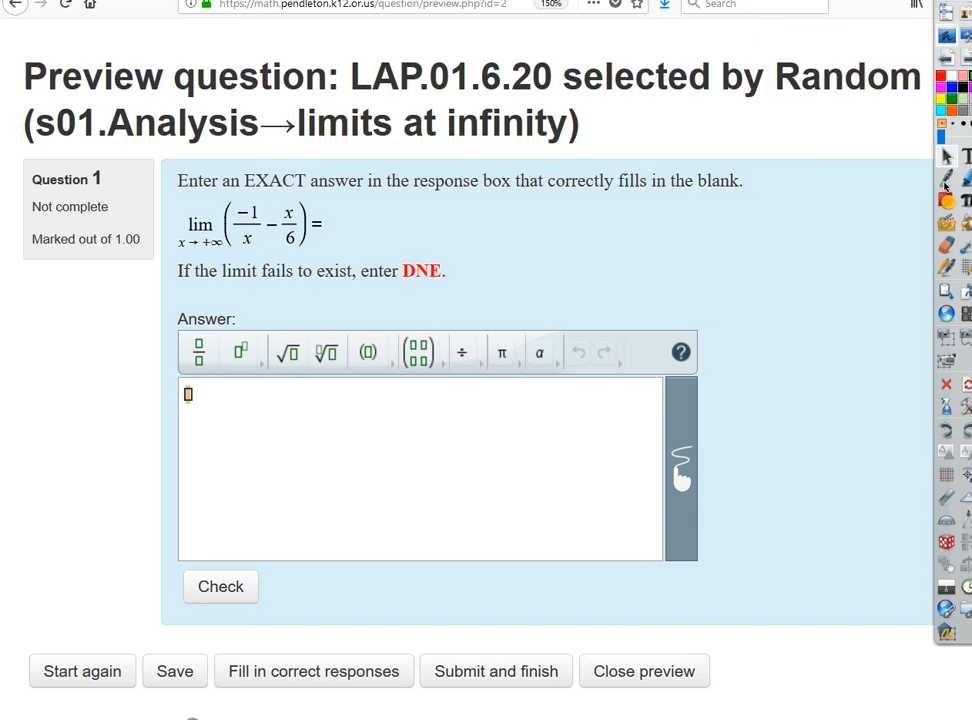 https://math.pendleton.k12.or.us/question/preview.php?id=2
150%
Search
Preview question: LAP.01.6.20 selected by Random
(s01.Analysis→limits at infinity)
Question 1
Not complete
Marked out of 1.00
Enter an EXACT answer in the response box that correctly fills in the blank.
lim x→+∞ (−1/x − x/6) =
If the limit fails to exist, enter DNE.
Answer:
÷ π α ?
Check
Start again
Save
Fill in correct responses
Submit and finish
Close preview